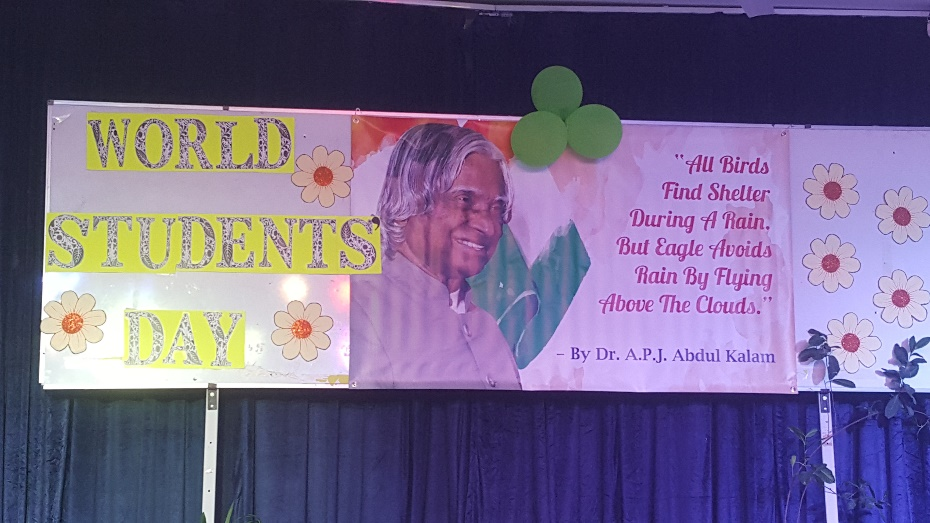 WORLD
STUDENTS'
DAY
"All Birds
Find Shelter
During A Rain.
But Eagle Avoids
Rain By Flying
Above The Clouds."
– By Dr. A.P.J. Abdul Kalam